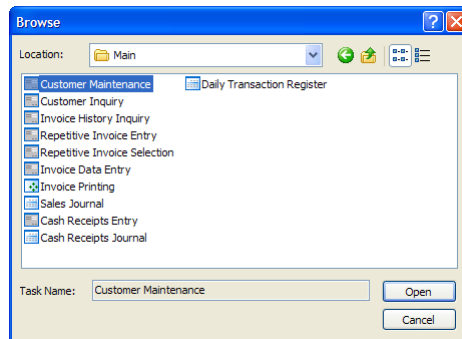 Browse
Location: Main
Customer Maintenance Daily Transaction Register
Customer Inquiry
Invoice History Inquiry
Repetitive Invoice Entry
Repetitive Invoice Selection
Invoice Data Entry
Invoice Printing
Sales Journal
Cash Receipts Entry
Cash Receipts Journal
Task Name: Customer Maintenance Open
Cancel